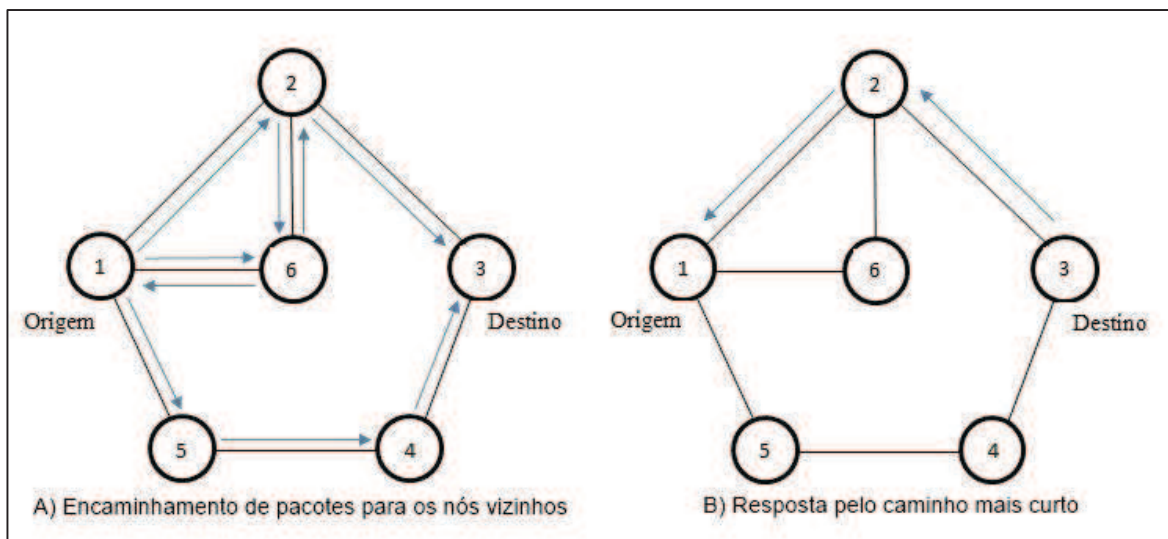 2
1
6
3
Origem
Destino
5
4
A) Encaminhamento de pacotes para os nós vizinhos
2
1
6
3
Origem
Destino
5
4
B) Resposta pelo caminho mais curto